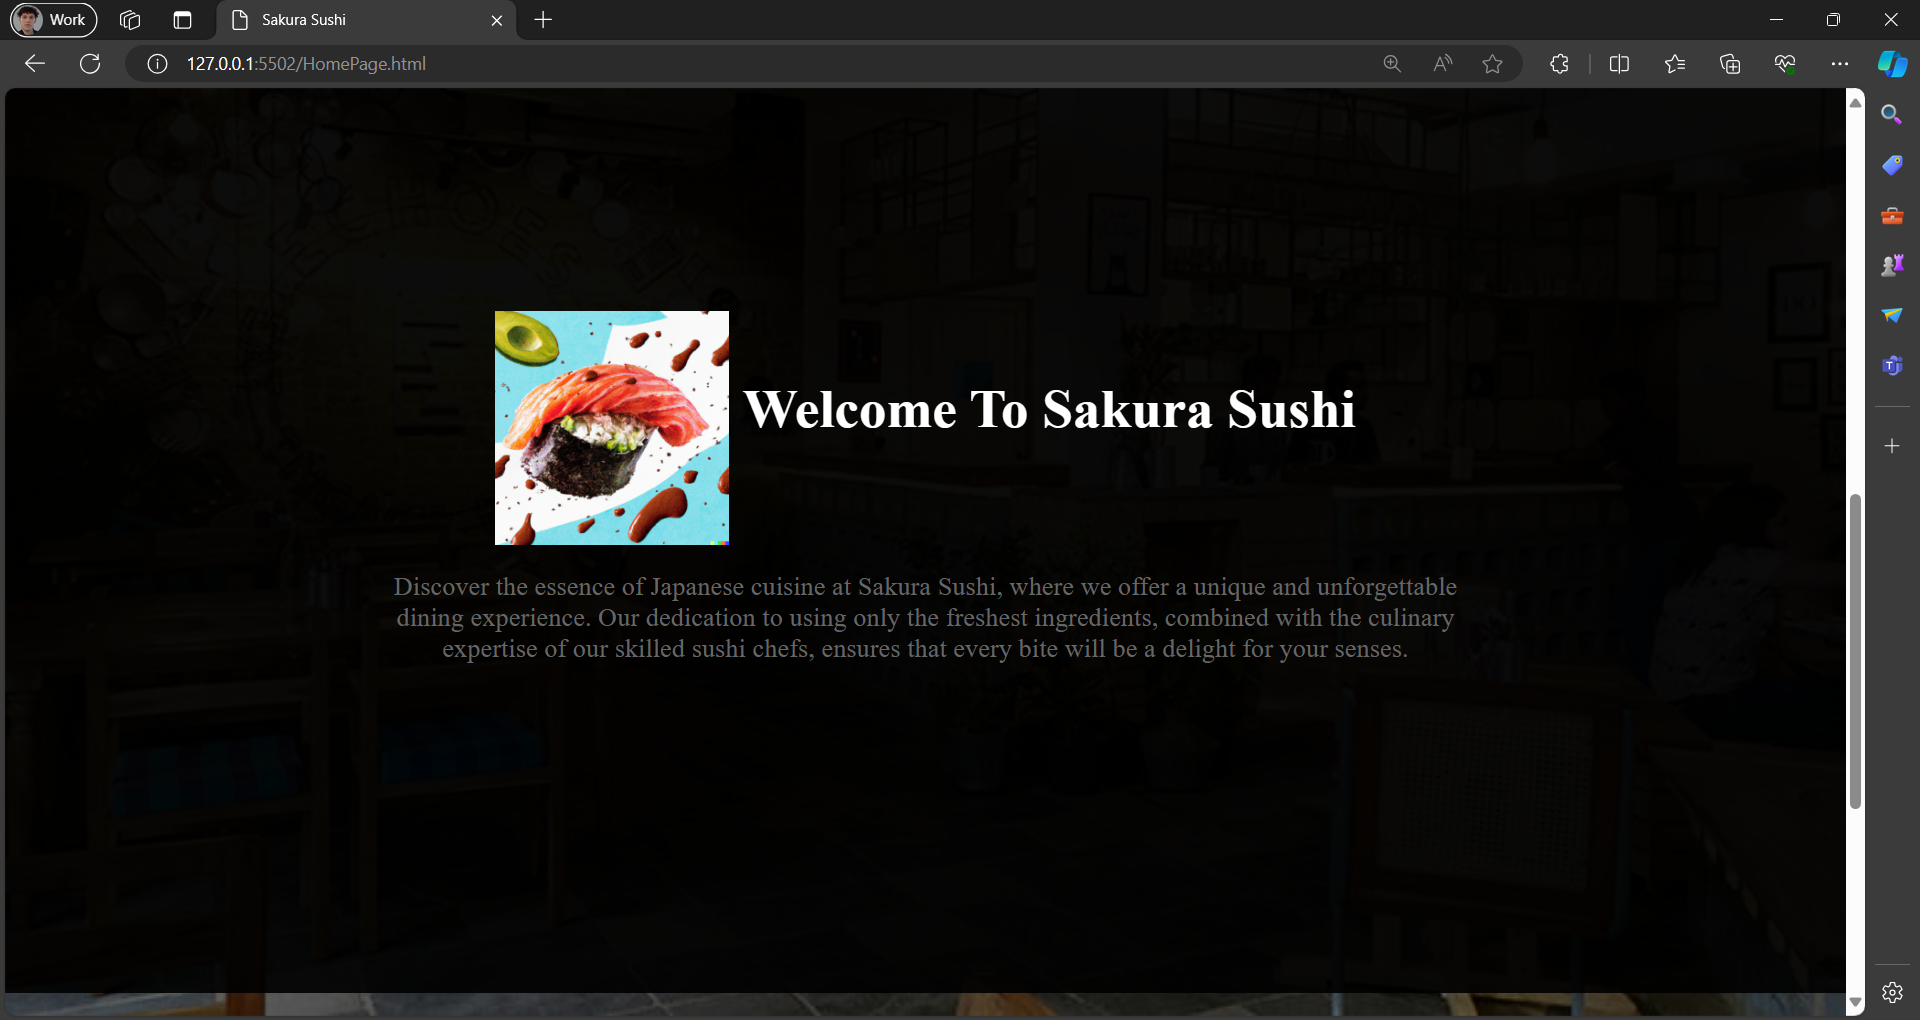 Work
Sakura Sushi
127.0.0.1:5502/HomePage.html
Welcome To Sakura Sushi
Discover the essence of Japanese cuisine at Sakura Sushi, where we offer a unique and unforgettable
dining experience. Our dedication to using only the freshest ingredients, combined with the culinary
expertise of our skilled sushi chefs, ensures that every bite will be a delight for your senses.